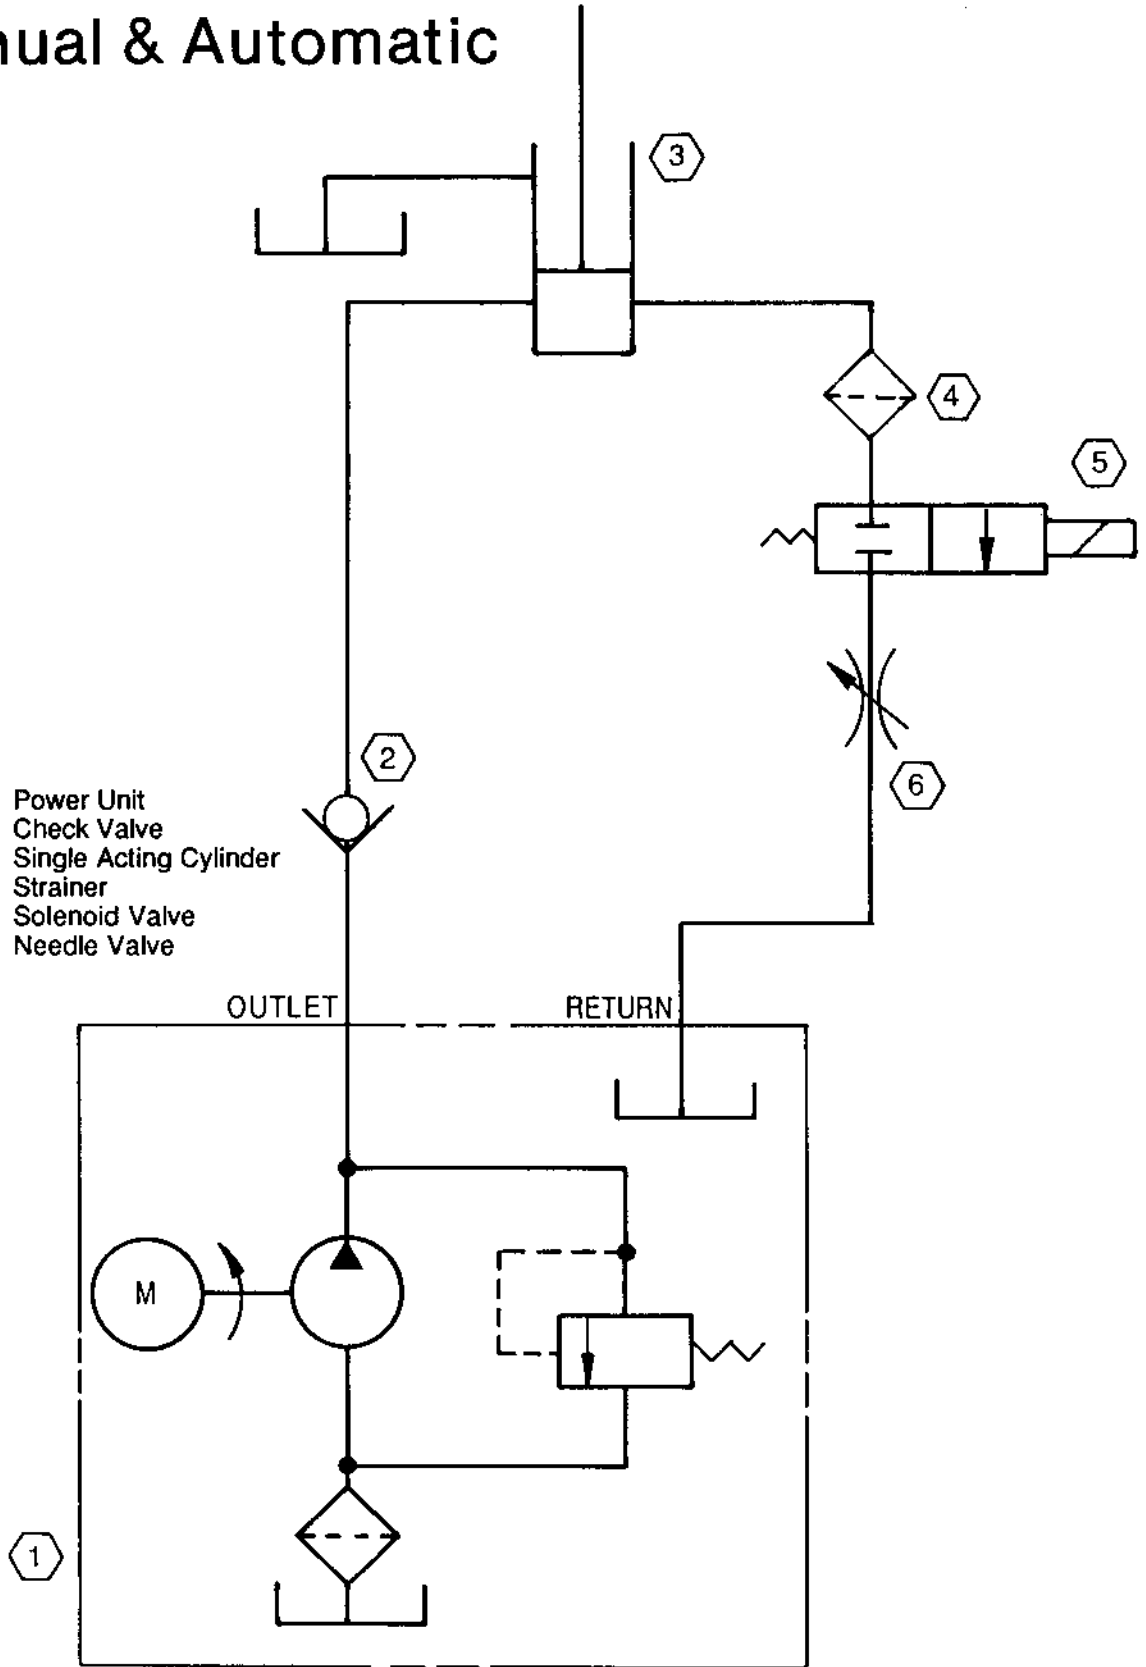 nual & Automatic
3
4
5
2
6
Power Unit
Check Valve
Single Acting Cylinder
Strainer
Solenoid Valve
Needle Valve
OUTLET
RETURN
M
1